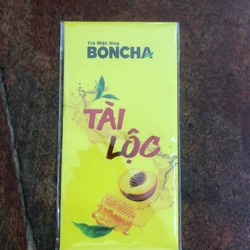 trà Mật Ong
BONCHA
TÀI
LỘC